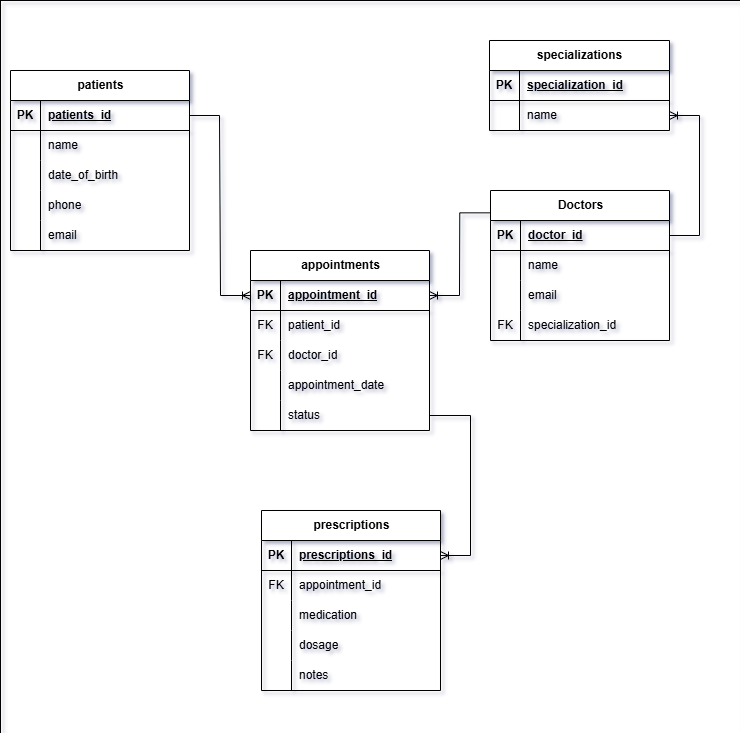 patients
PK patients_id
name
date_of_birth
phone
email
specializations
PK specialization_id
name
Doctors
PK doctor_id
name
email
FK specialization_id
appointments
PK appointment_id
FK patient_id
FK doctor_id
appointment_date
status
prescriptions
PK prescriptions_id
FK appointment_id
medication
dosage
notes